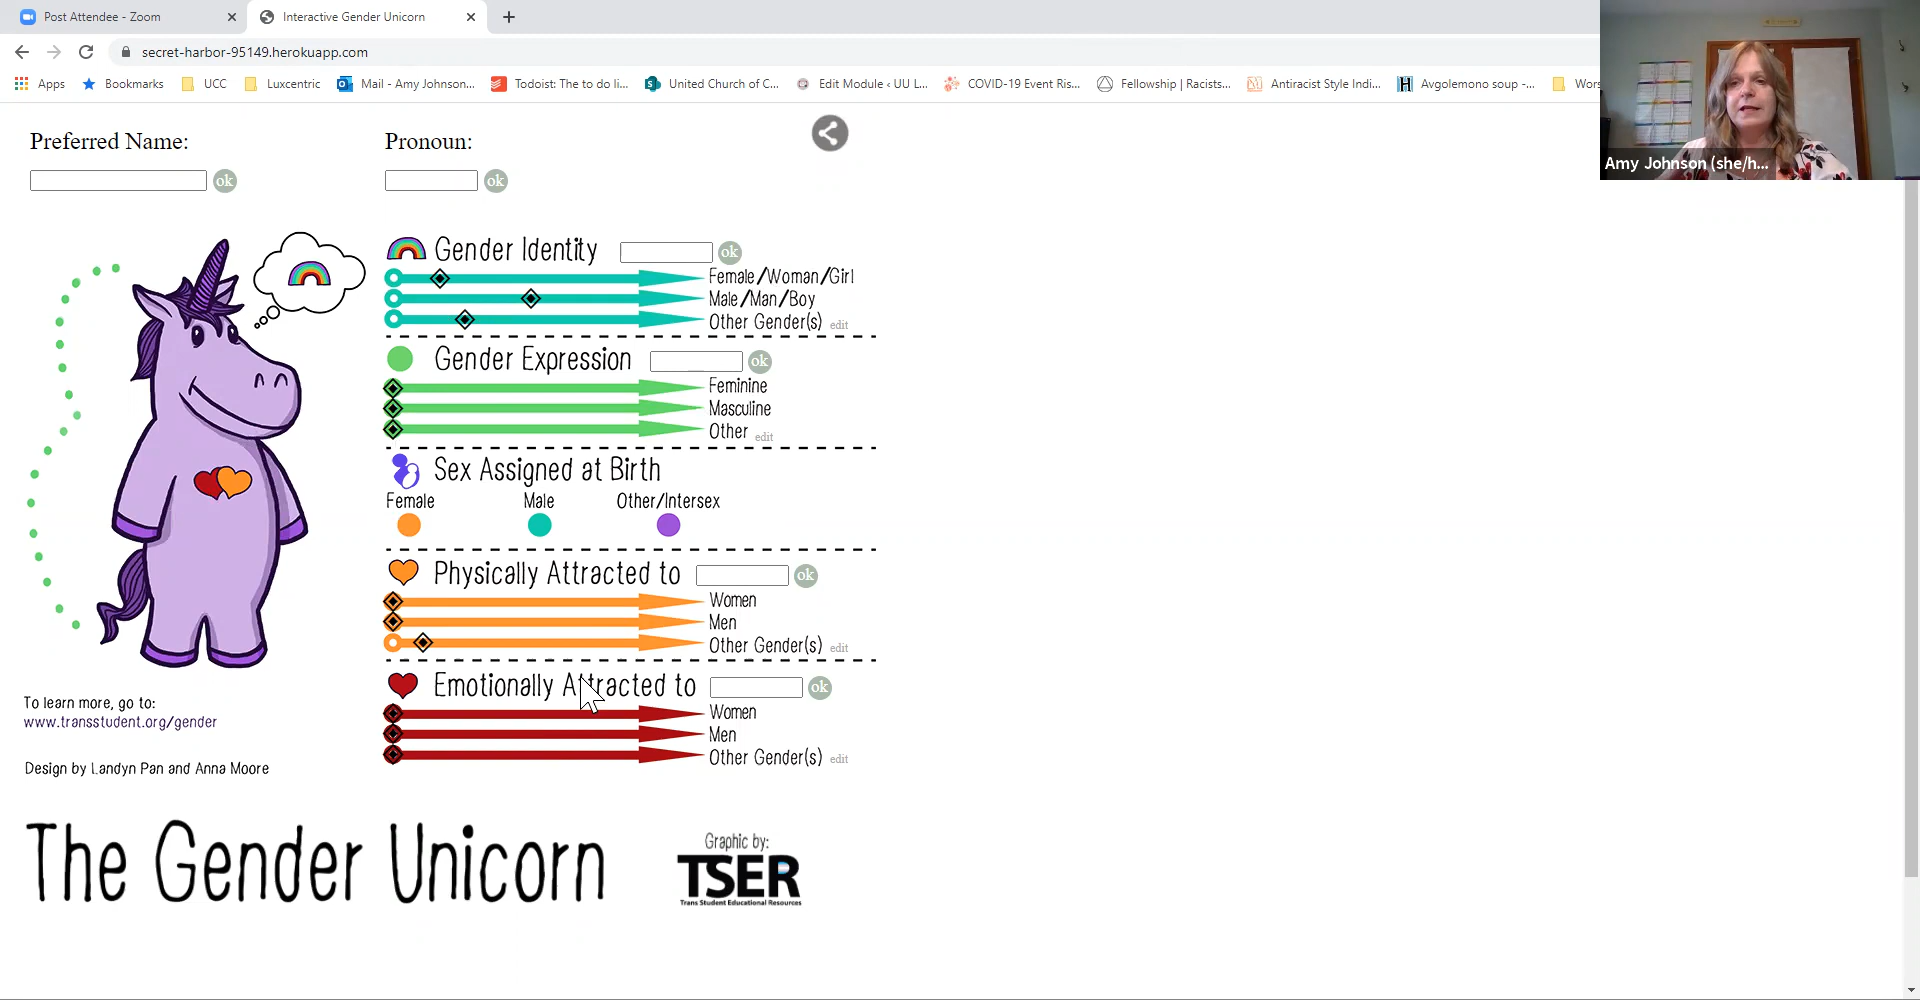 Post Attendee - Zoom
Interactive Gender Unicorn
secret-harbor-95149.herokuapp.com
Apps
Bookmarks
UCC
Luxcentric
Mail - Amy Johnson...
Todoist: The to do li...
United Church of C...
Edit Module ‹ UU L...
COVID-19 Event Ris...
Fellowship | Racists...
Antiracist Style Indi...
Avgolemono soup -...
Wors
Amy Johnson (she/h...
Preferred Name:
ok
Pronoun:
ok
Gender Identity
ok
Female/Woman/Girl
Male/Man/Boy
Other Gender(s) edit
Gender Expression
ok
Feminine
Masculine
Other edit
Sex Assigned at Birth
Female Male Other/Intersex
Physically Attracted to
ok
Women
Men
Other Gender(s) edit
Emotionally Attracted to
ok
Women
Men
Other Gender(s) edit
To learn more, go to:
www.transstudent.org/gender
Design by Landyn Pan and Anna Moore
The Gender Unicorn
Graphic by:
TSER
Trans Student Educational Resources